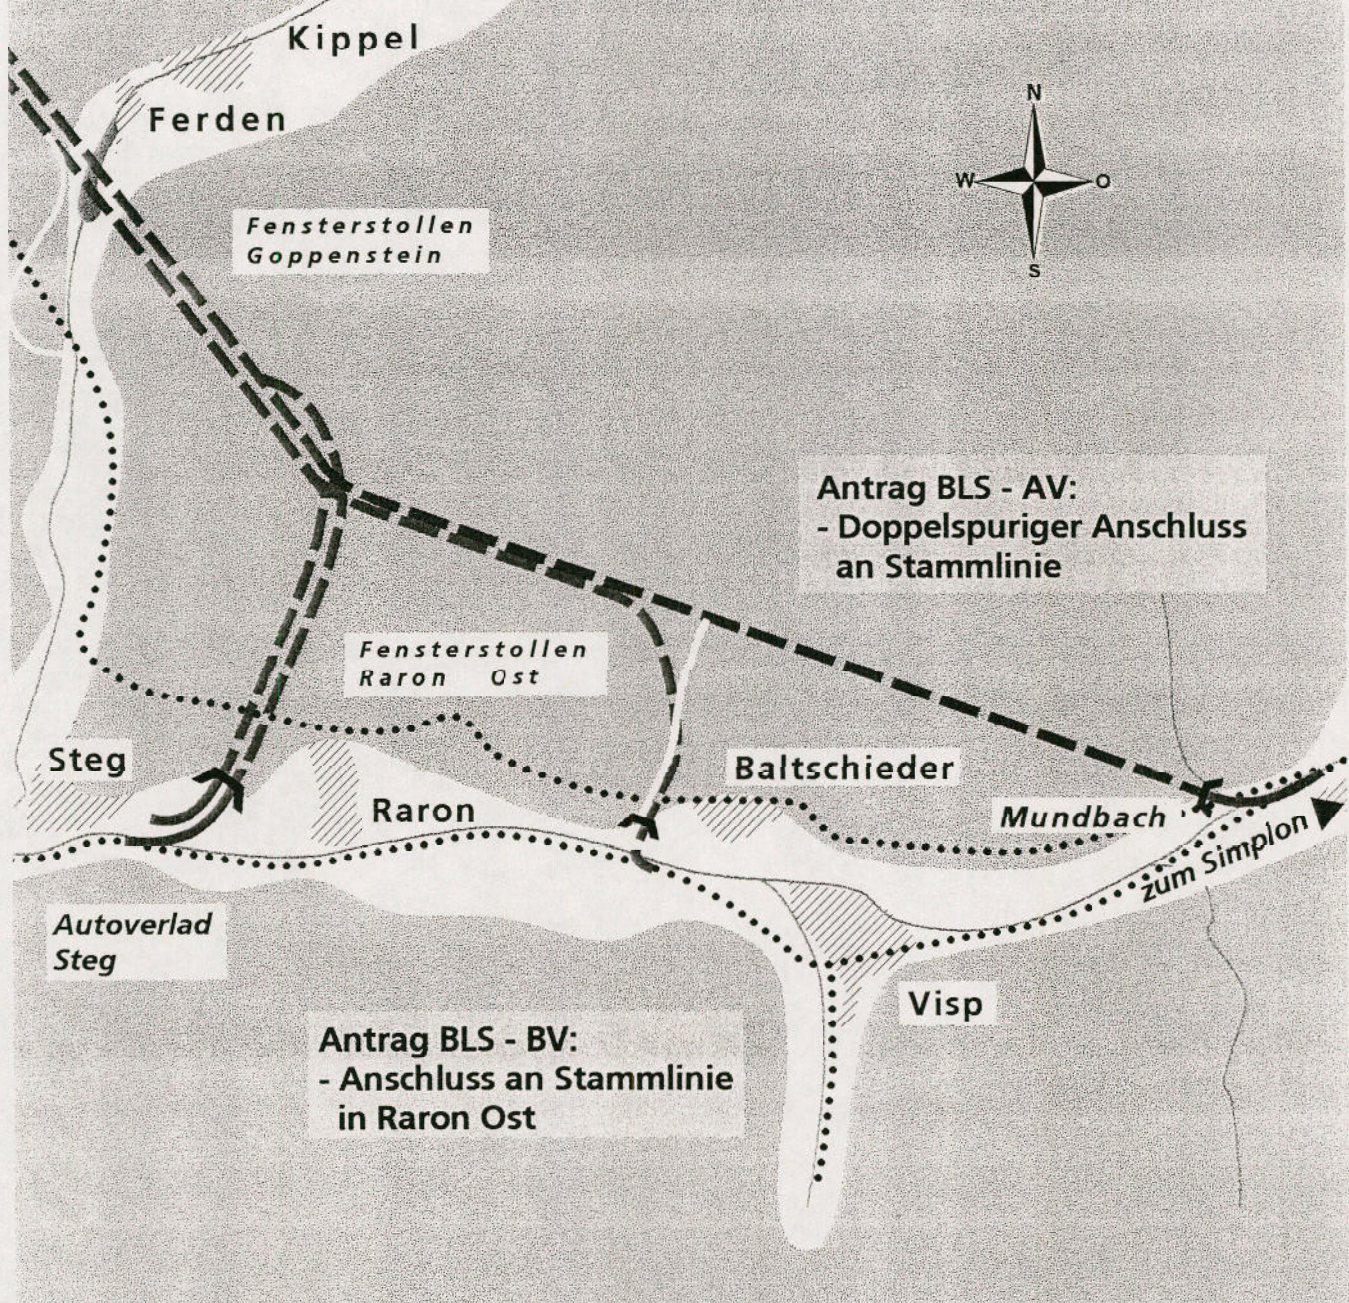 Kippel
Ferden
N
W
O
S
Fensterstollen
Goppenstein
Antrag BLS - AV:
- Doppelspuriger Anschluss
an Stammlinie
Fensterstollen
Raron Ost
Steg
Baltschieder
Raron
Mundbach
zum Simplon
Autoverlad
Steg
Visp
Antrag BLS - BV:
- Anschluss an Stammlinie
in Raron Ost